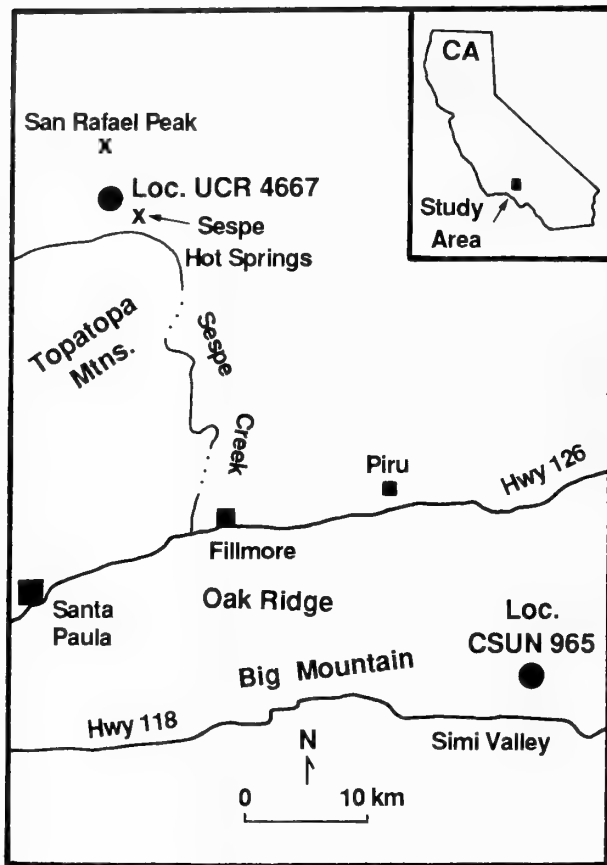 CA
San Rafael Peak
x
Loc. UCR 4667
x
Sespe
Hot Springs
Study
Area
Topatopa
Mtns.
Sespe
Creek
Piru
Hwy 126
Fillmore
Santa
Paula
Oak Ridge
Loc.
CSUN 965
Big Mountain
Hwy 118
Simi Valley
N
0 10 km